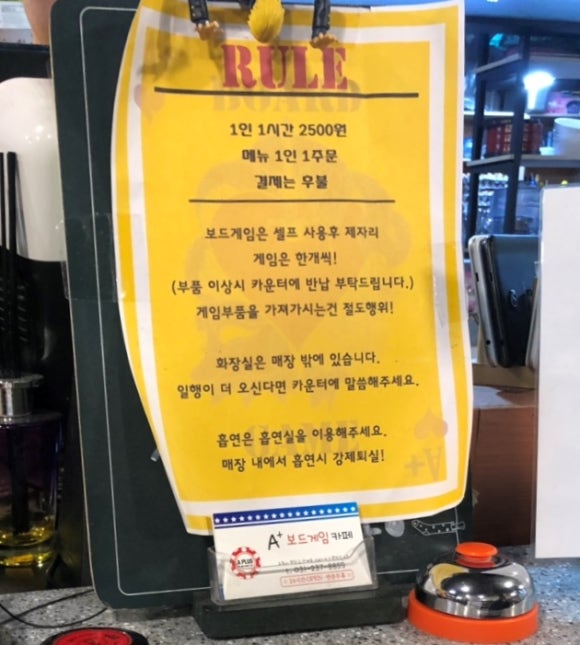 RULE
BOARD
1인 1시간 2500원
메뉴 1인 1주문
결제는 후불
보드게임은 셀프 사용후 제자리
게임은 한개씩!
(부품 이상시 카운터에 반납 부탁드립니다.)
게임부품을 가져가시는건 절도행위!
화장실은 매장 밖에 있습니다.
일행이 더 오신다면 카운터에 말씀해주세요.
흡연은 흡연실을 이용해주세요.
매장 내에서 흡연시 강제퇴실!
A+
A+ 보드게임 카페
A PLUS
t. 031-237-8855